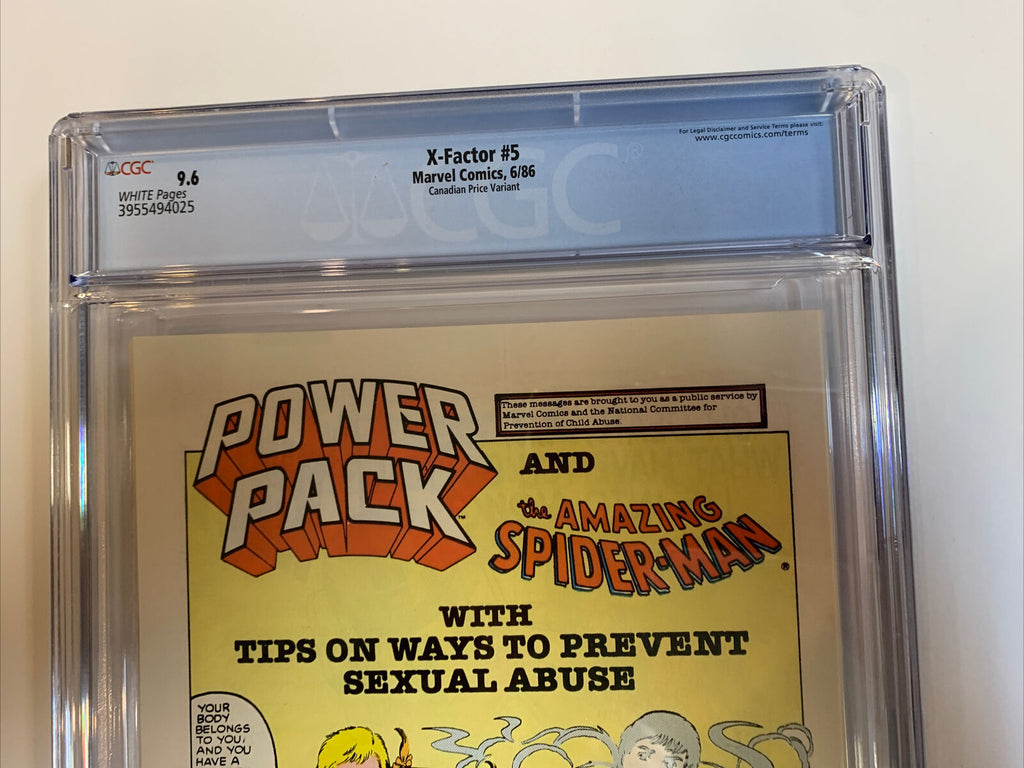 CGC
9.6
WHITE Pages
3955494025
X-Factor #5
Marvel Comics, 6/86
Canadian Price Variant
For Legal Disclaimer and Service Terms please visit:
www.cgccomics.com/terms
CGC®
POWER
PACK™
These messages are brought to you as a public service by
Marvel Comics and the National Committee for
Prevention of Child Abuse.
AND
the AMAZING
SPIDER-MAN®
WITH
TIPS ON WAYS TO PREVENT
SEXUAL ABUSE
YOUR
BODY
BELONGS
TO YOU,
AND YOU
HAVE A